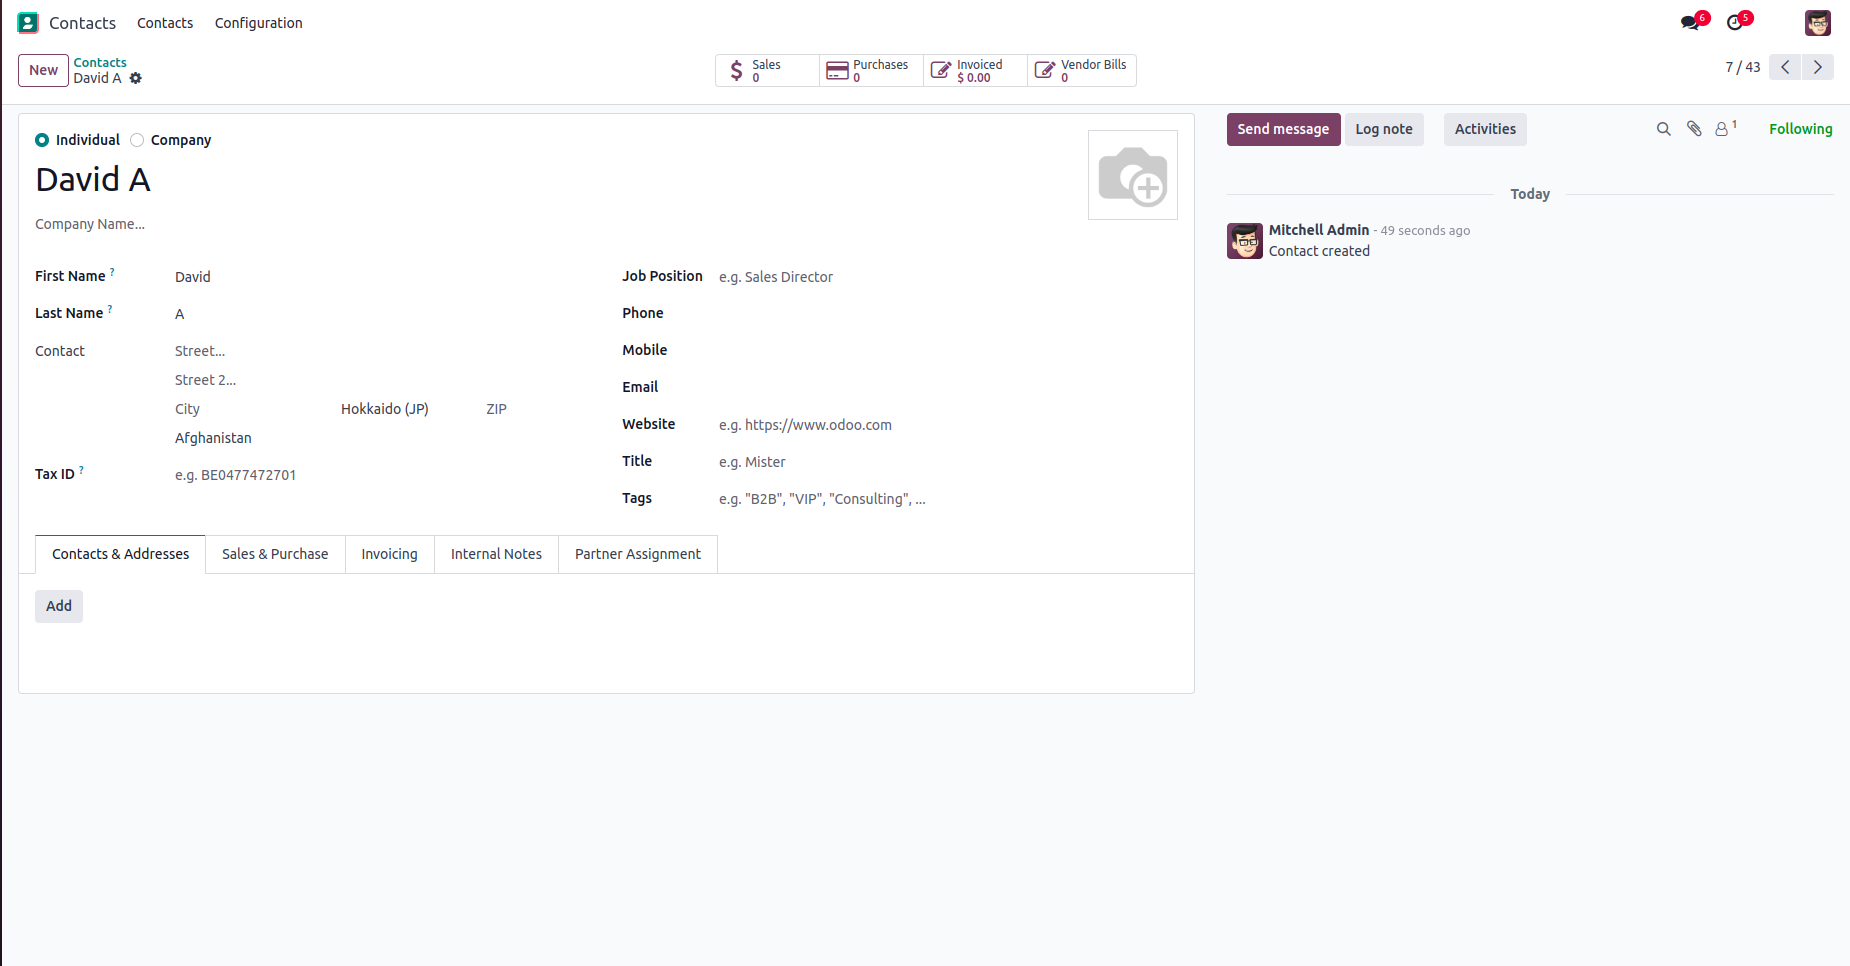 Contacts Contacts Configuration 6 5
New Contacts Sales Purchases Invoiced Vendor Bills 7 / 43
David A 0 0 $ 0.00 0
Individual Company Send message Log note Activities 1 Following
David A
Today
Company Name...
Mitchell Admin - 49 seconds ago
Contact created
First Name ? David Job Position e.g. Sales Director
Last Name ? A Phone
Contact Street... Mobile
Street 2... Email
City Hokkaido (JP) ZIP Website e.g. https://www.odoo.com
Afghanistan
Tax ID ? e.g. BE0477472701 Title e.g. Mister
Tags e.g. "B2B", "VIP", "Consulting", ...
Contacts & Addresses Sales & Purchase Invoicing Internal Notes Partner Assignment
Add